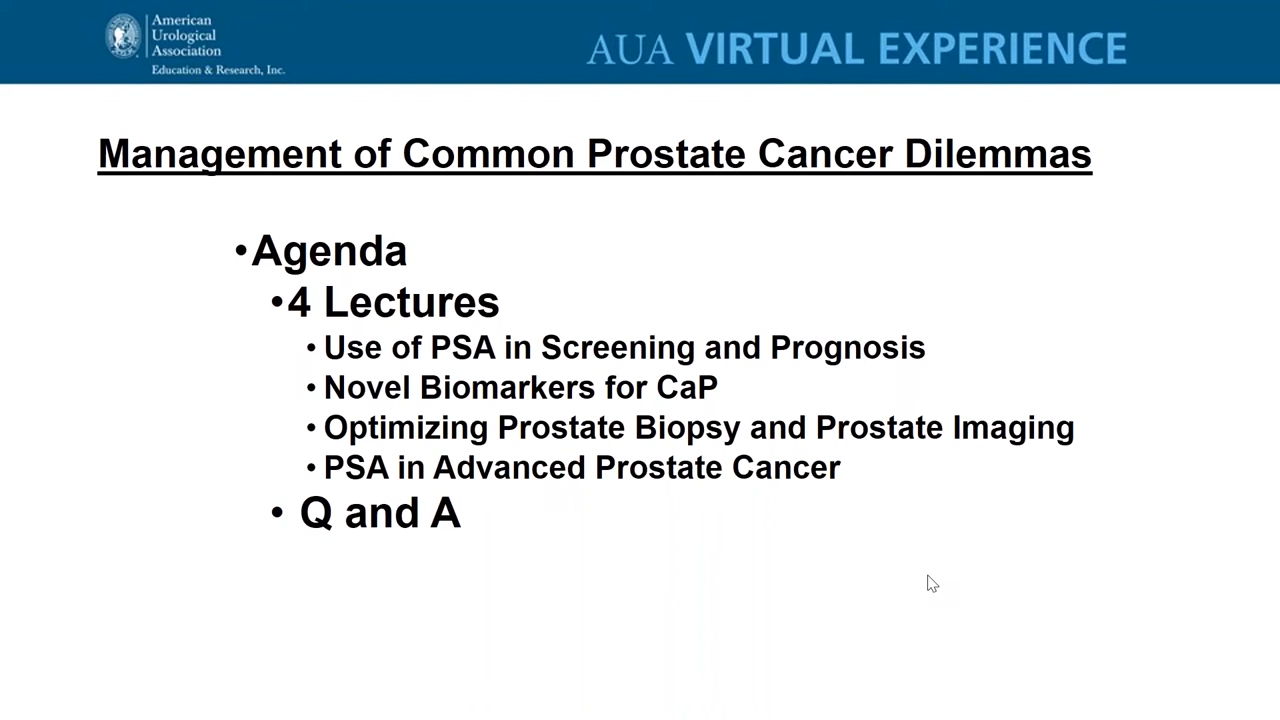 American
Urological
Association
Education & Research, Inc.
AUA VIRTUAL EXPERIENCE
Management of Common Prostate Cancer Dilemmas
•Agenda
•4 Lectures
•Use of PSA in Screening and Prognosis
•Novel Biomarkers for CaP
•Optimizing Prostate Biopsy and Prostate Imaging
•PSA in Advanced Prostate Cancer
• Q and A